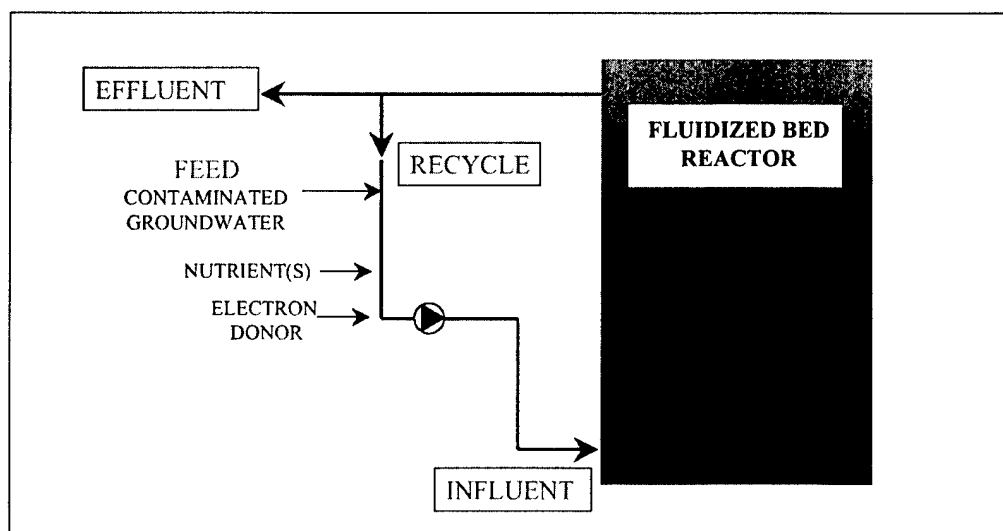 EFFLUENT
FLUIDIZED BED
REACTOR
RECYCLE
FEED
CONTAMINATED
GROUNDWATER
NUTRIENT(S)
ELECTRON
DONOR
INFLUENT